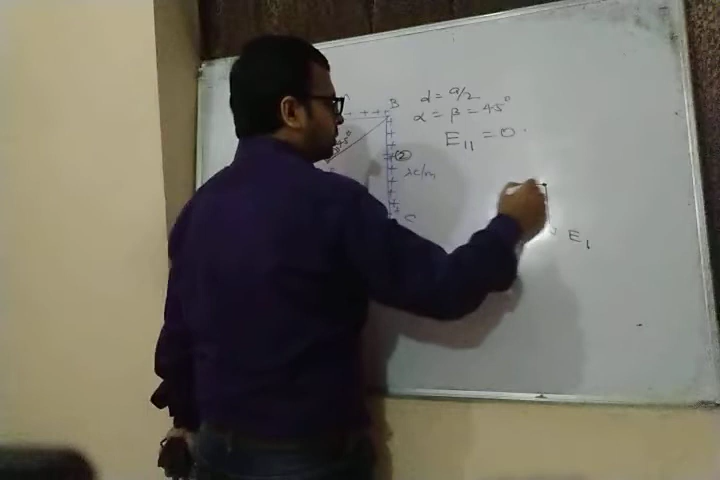 B
d = a/2
α = β = 45°
E11 = 0.
45°
2
λC/m
C
E1